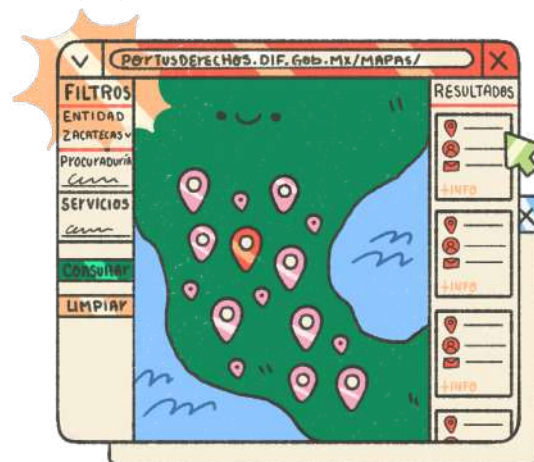 PORTUSDERECHOS.DIF.GOB.MX/MAPAS/
FILTROS
ENTIDAD
ZACATECAS
PROCURADURÍA
SERVICIOS
CONSULTAR
LIMPIAR
RESULTADOS
+INFO
+INFO
+INFO